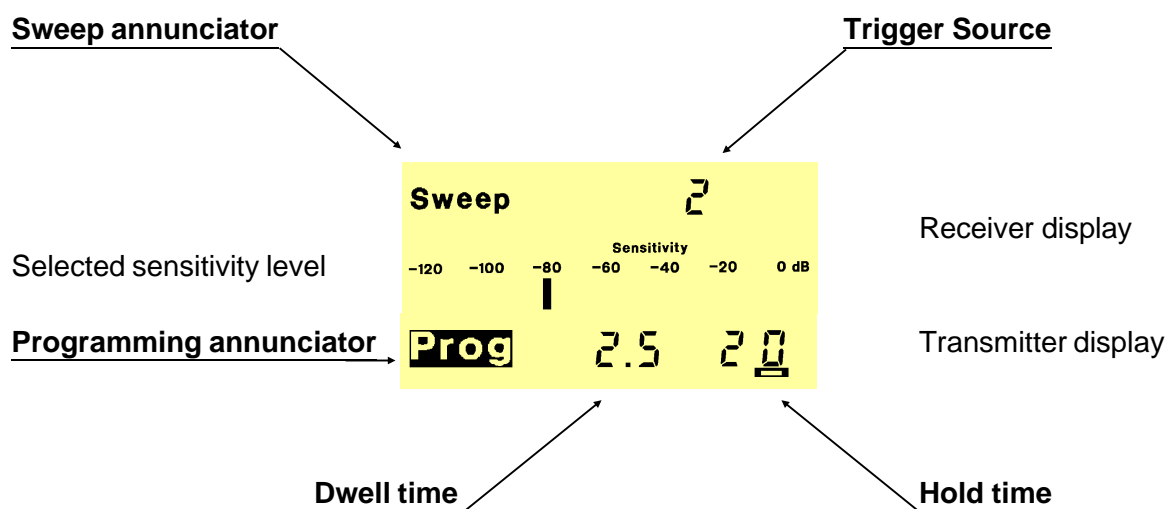 Sweep annunciator
Trigger Source
Sweep 2
Receiver display
Sensitivity
Selected sensitivity level
-120 -100 -80 -60 -40 -20 0 dB
Programming annunciator
Prog 2.5 20
Transmitter display
Dwell time
Hold time